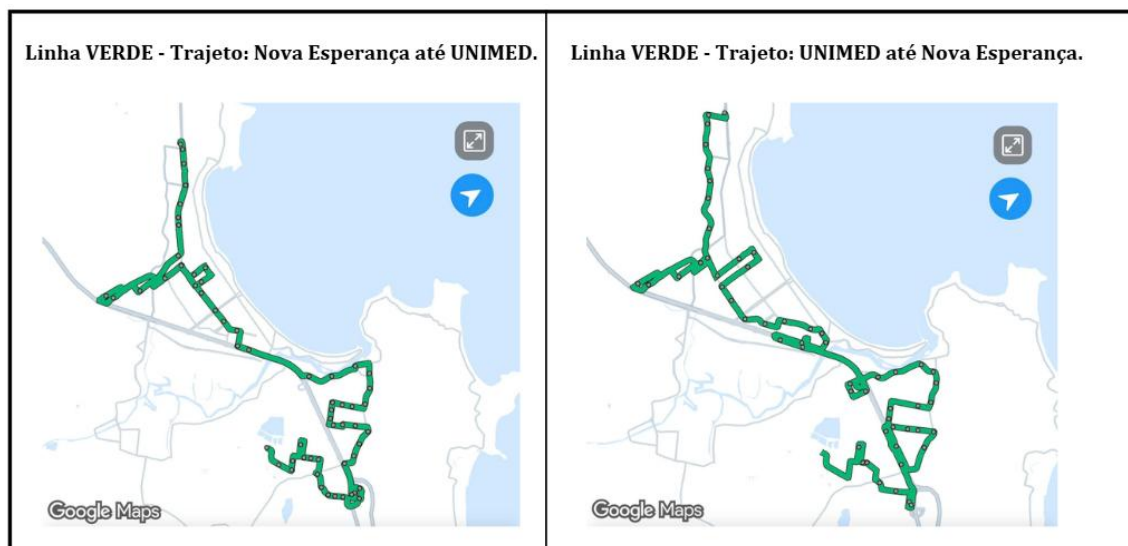 Linha VERDE - Trajeto: Nova Esperança até UNIMED.
Linha VERDE - Trajeto: UNIMED até Nova Esperança.
Google Maps
Google Maps